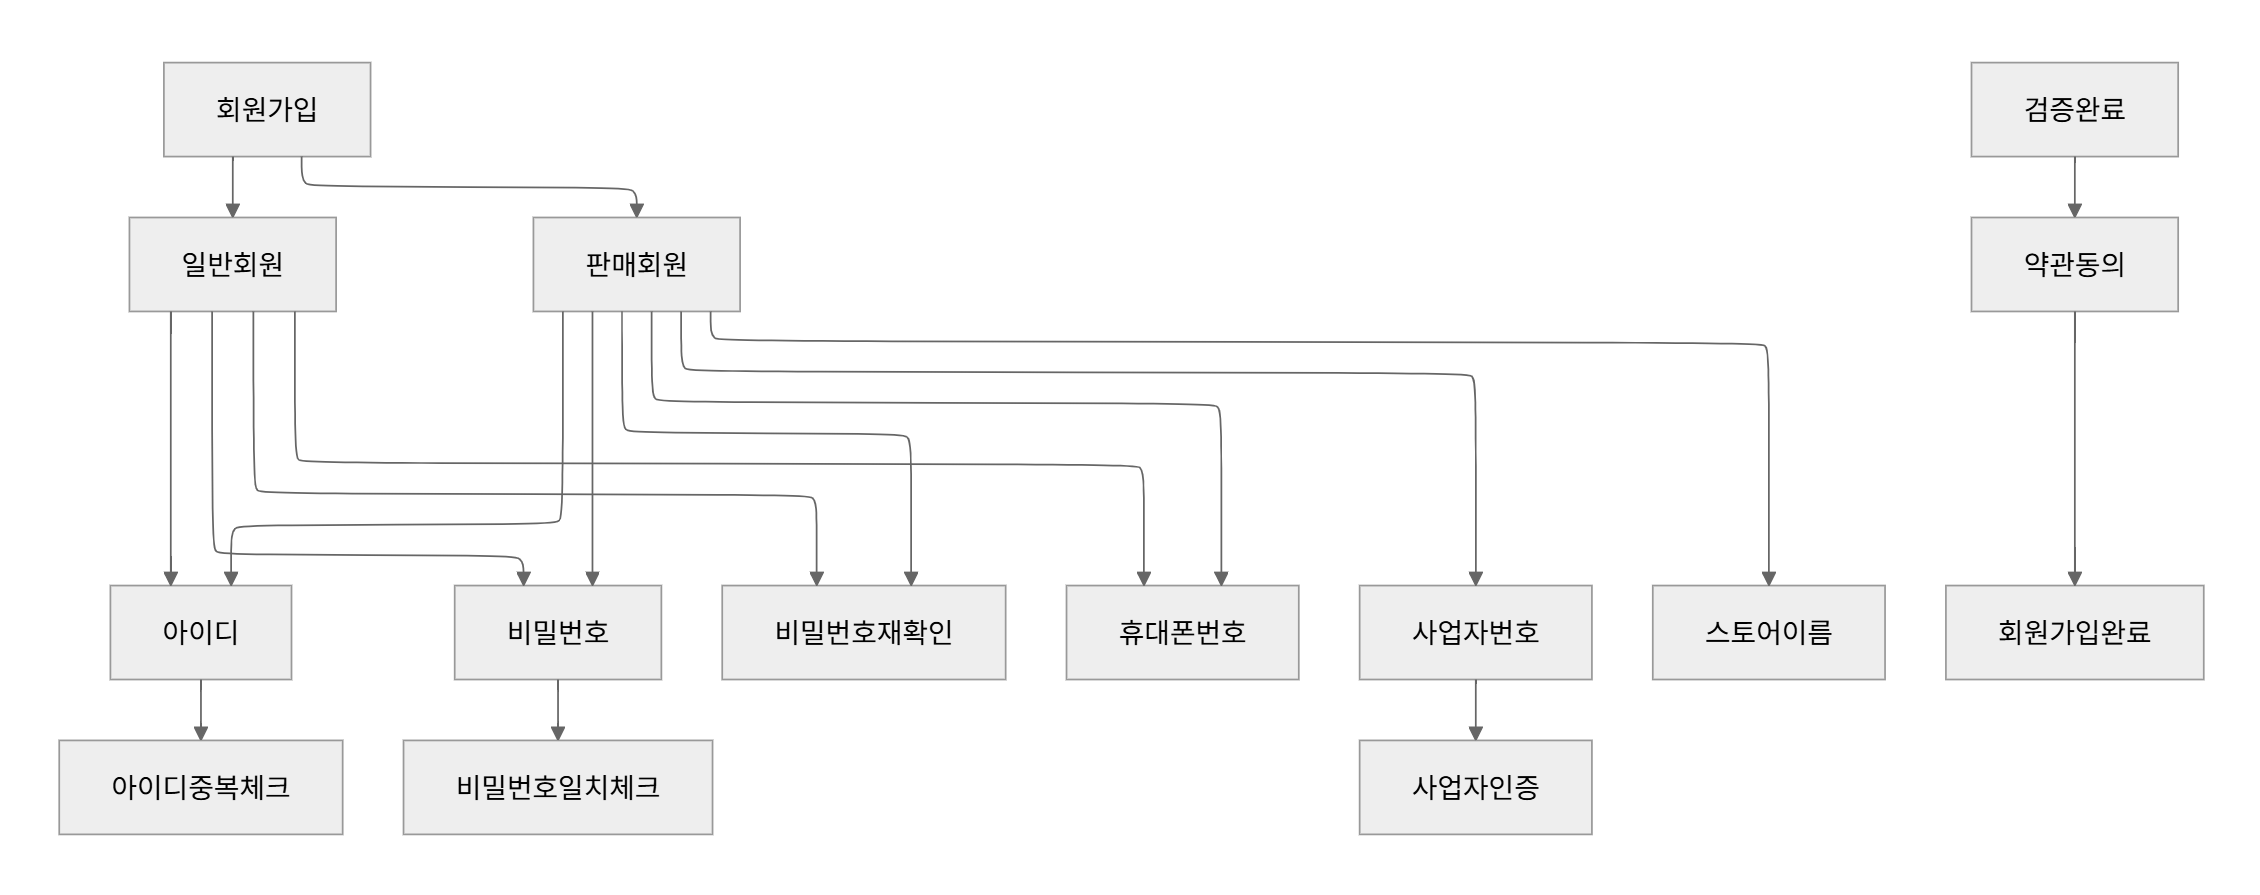 회원가입
검증완료
일반회원
판매회원
약관동의
아이디
비밀번호
비밀번호재확인
휴대폰번호
사업자번호
스토어이름
회원가입완료
아이디중복체크
비밀번호일치체크
사업자인증